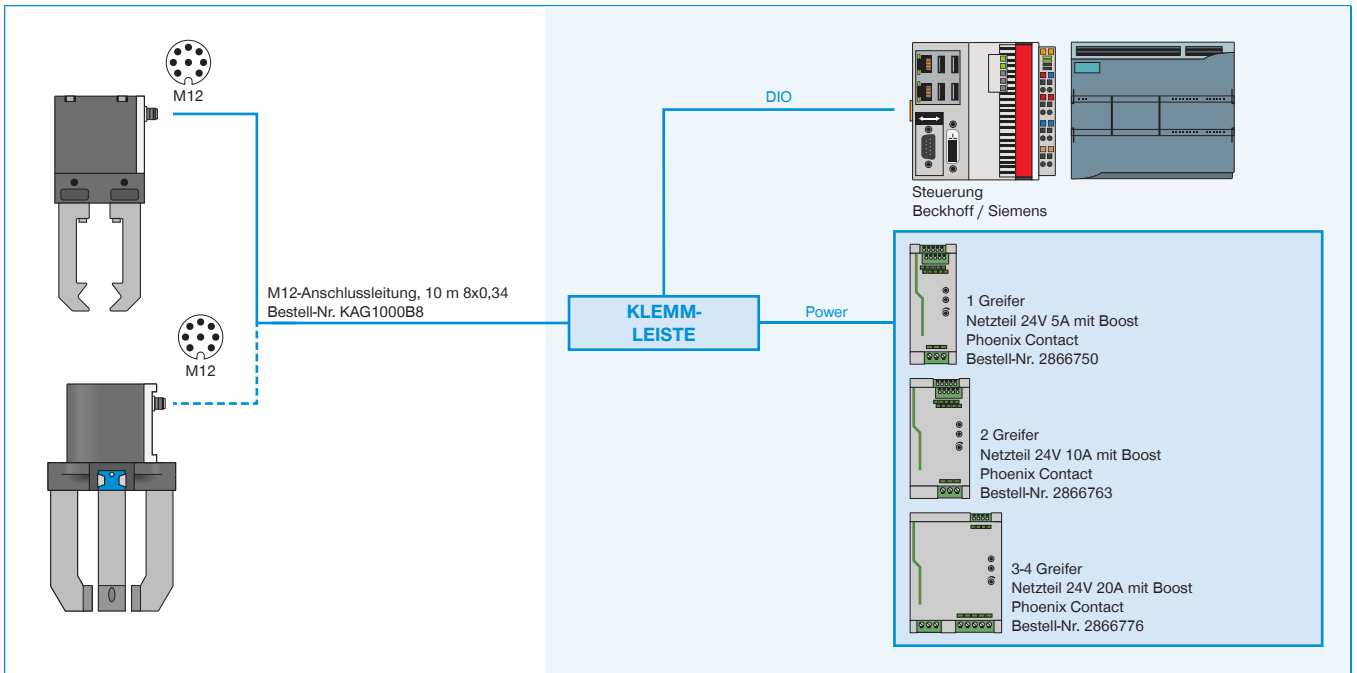 M12
DIO
Steuerung
Beckhoff / Siemens
M12-Anschlussleitung, 10 m 8x0,34
Bestell-Nr. KAG1000B8
M12
KLEMM-
LEISTE
Power
1 Greifer
Netzteil 24V 5A mit Boost
Phoenix Contact
Bestell-Nr. 2866750
2 Greifer
Netzteil 24V 10A mit Boost
Phoenix Contact
Bestell-Nr. 2866763
3-4 Greifer
Netzteil 24V 20A mit Boost
Phoenix Contact
Bestell-Nr. 2866776